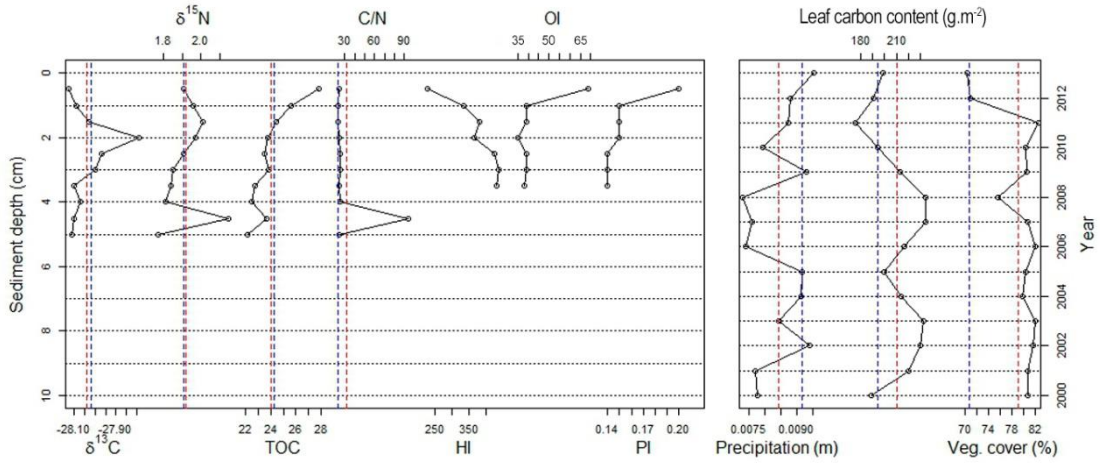 δ¹⁵N C/N OI Leaf carbon content (g.m⁻²)
1.8 2.0 30 60 90 35 50 65 180 210
Sediment depth (cm)
0
2
4
6
8
10
2012
2010
2008
2006
2004
2002
2000
Year
-28.10 -27.90 22 24 26 28 250 350 0.14 0.17 0.20 0.0075 0.0090 70 74 78 82
δ¹³C TOC HI PI Precipitation (m) Veg. cover (%)